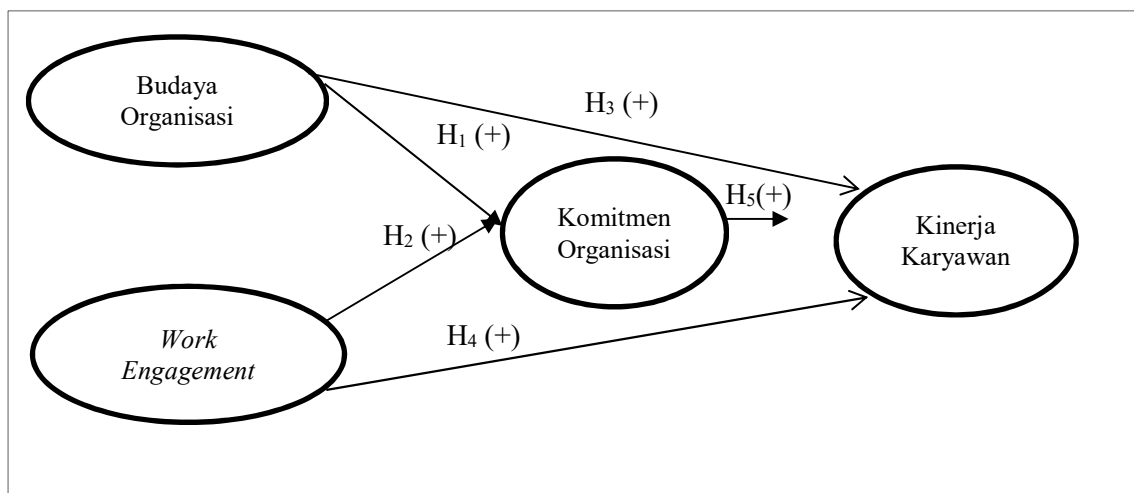 Budaya
Organisasi
H₃ (+)
H₁ (+)
H₅(+)
Komitmen
Organisasi
Kinerja
Karyawan
H₂ (+)
Work
Engagement
H₄ (+)